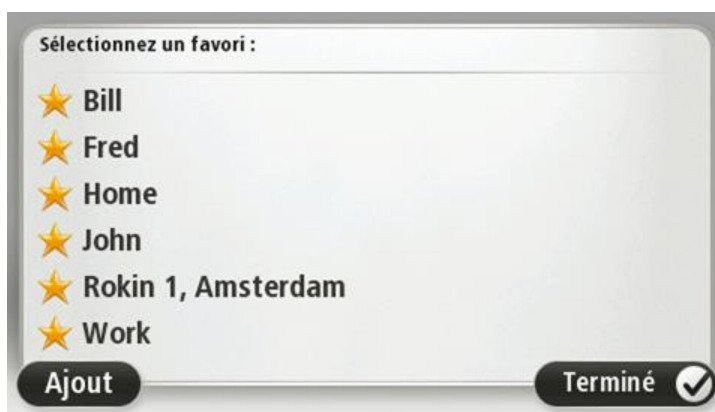 Sélectionnez un favori :
Bill
Fred
Home
John
Rokin 1, Amsterdam
Work
Ajout
Terminé